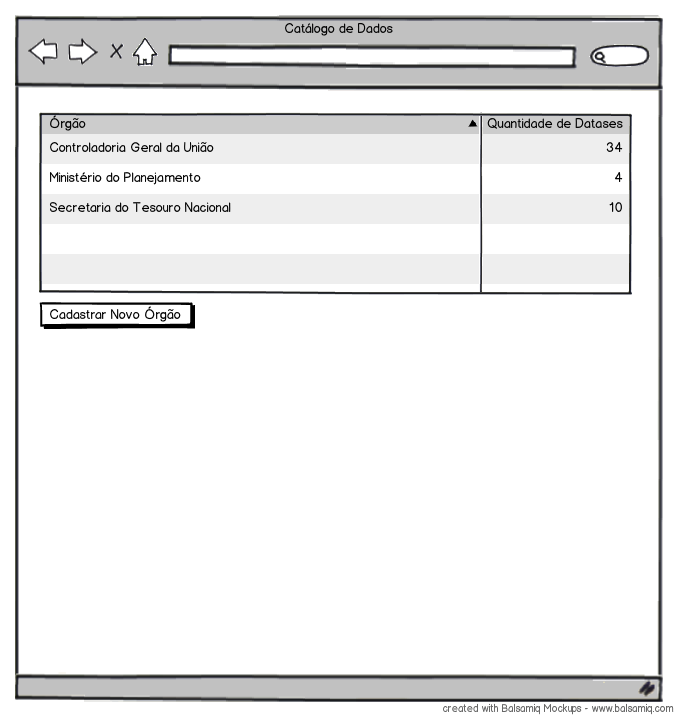 Catálogo de Dados
Órgão Quantidade de Datases
Controladoria Geral da União 34
Ministério do Planejamento 4
Secretaria do Tesouro Nacional 10
Cadastrar Novo Órgão
created with Balsamiq Mockups - www.balsamiq.com